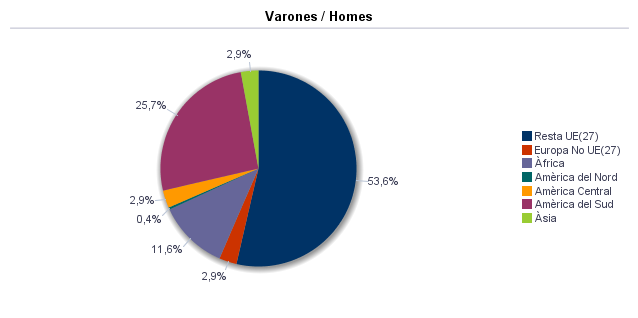 Varones / Homes
2,9%
25,7%
53,6%
2,9%
0,4%
11,6%
2,9%
Resta UE(27)
Europa No UE(27)
Àfrica
Amèrica del Nord
Amèrica Central
Amèrica del Sud
Àsia